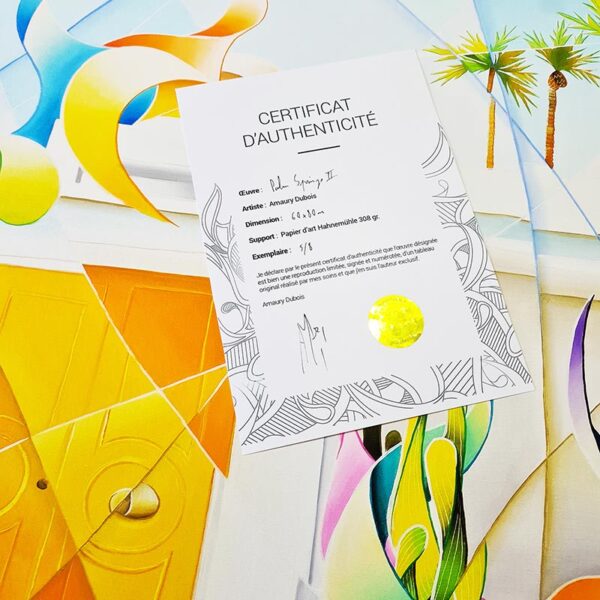 CERTIFICAT
D'AUTHENTICITÉ
Œuvre : Palm Springs II
Artiste : Amaury Dubois
Dimension : 60x80cm
Support : Papier d'art Hahnemühle 308 gr.
Exemplaire : 5/8
Je déclare par le présent certificat d'authenticité que l'œuvre désignée
est bien une reproduction limitée, signée et numérotée, d'un tableau
original réalisé par mes soins et que j'en suis l'auteur exclusif.
Amaury Dubois